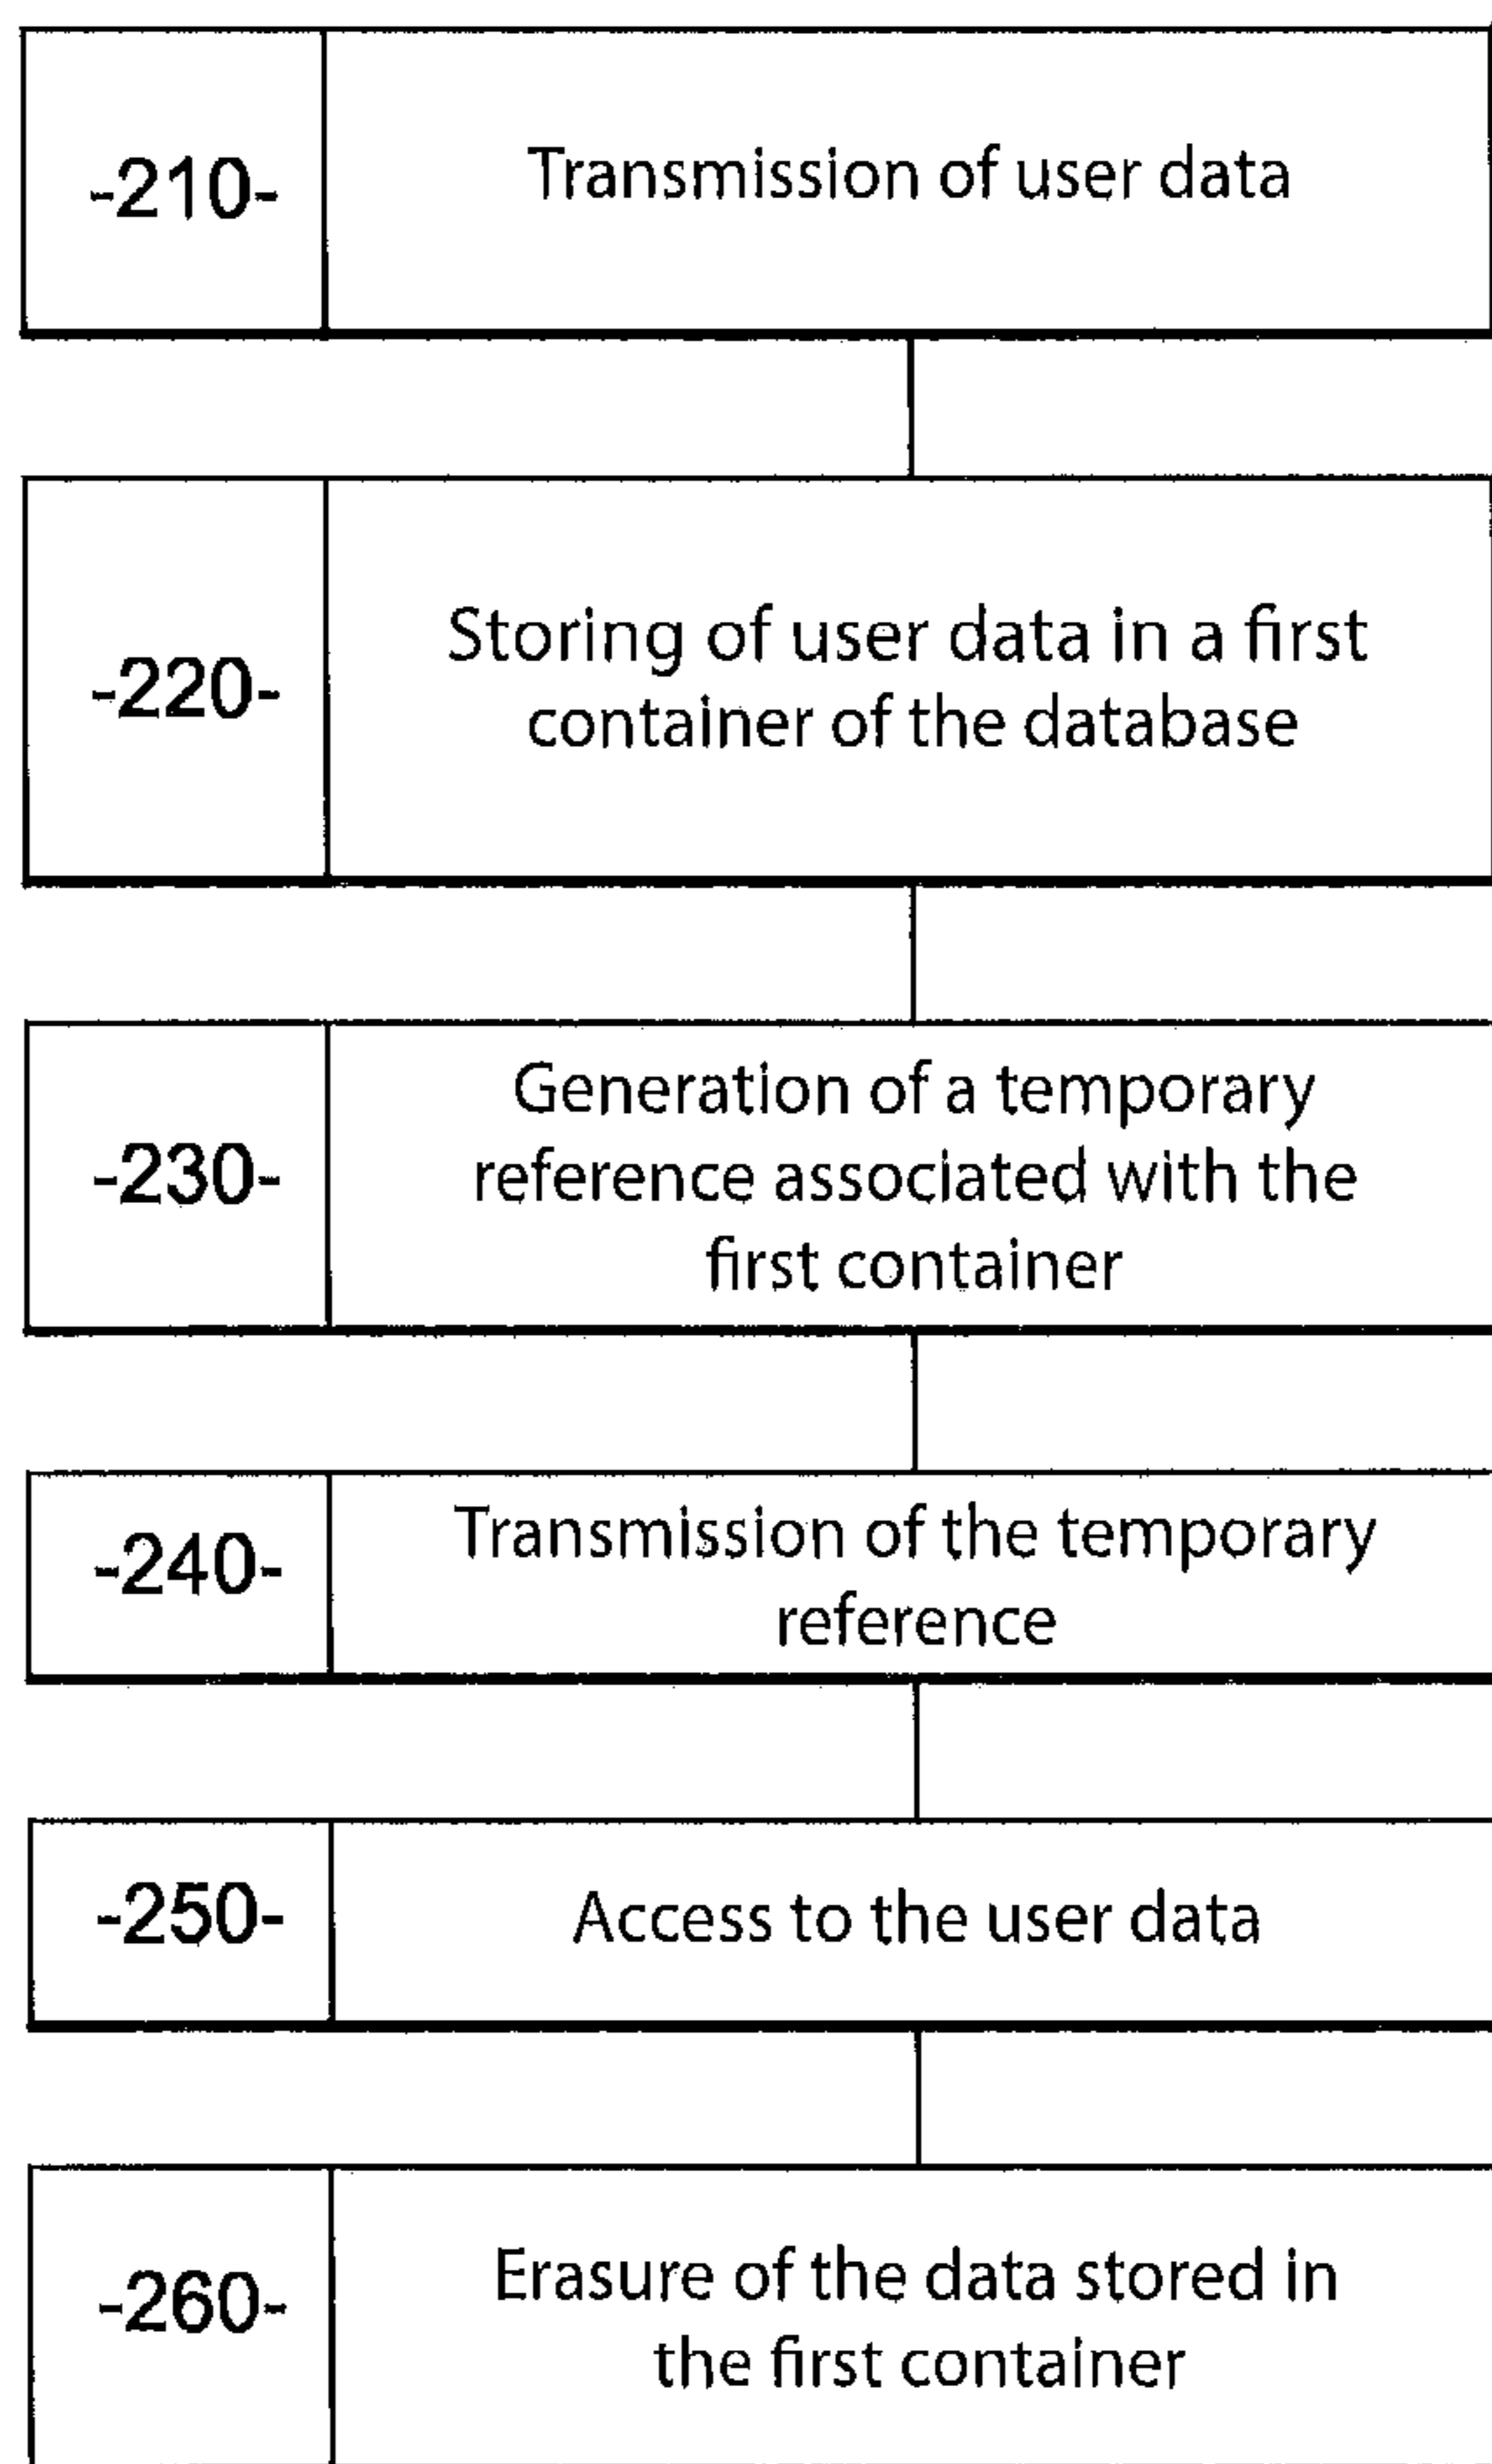 -210-
Transmission of user data
-220-
Storing of user data in a first
container of the database
-230-
Generation of a temporary
reference associated with the
first container
-240-
Transmission of the temporary
reference
-250-
Access to the user data
-260-
Erasure of the data stored in
the first container